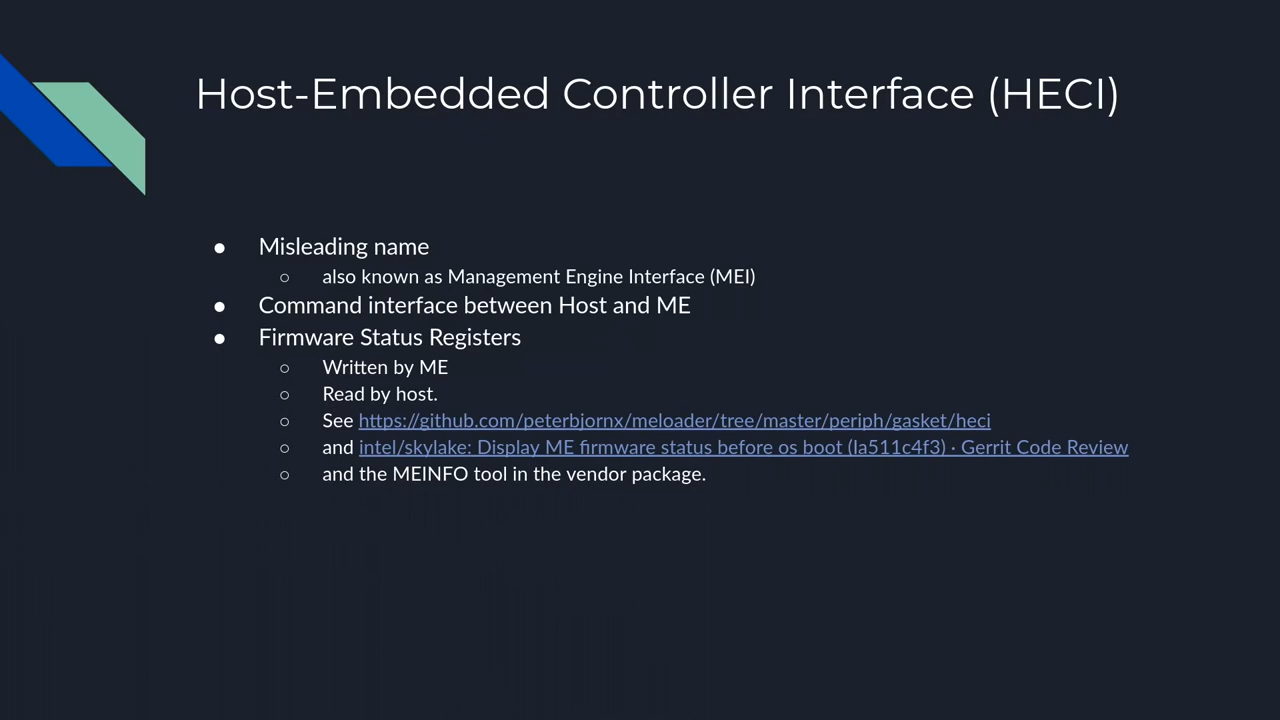 Host-Embedded Controller Interface (HECI)
● Misleading name
○ also known as Management Engine Interface (MEI)
● Command interface between Host and ME
● Firmware Status Registers
○ Written by ME
○ Read by host.
○ See https://github.com/peterbjornx/meloader/tree/master/periph/gasket/heci
○ and intel/skylake: Display ME firmware status before os boot (Ia511c4f3) · Gerrit Code Review
○ and the MEINFO tool in the vendor package.